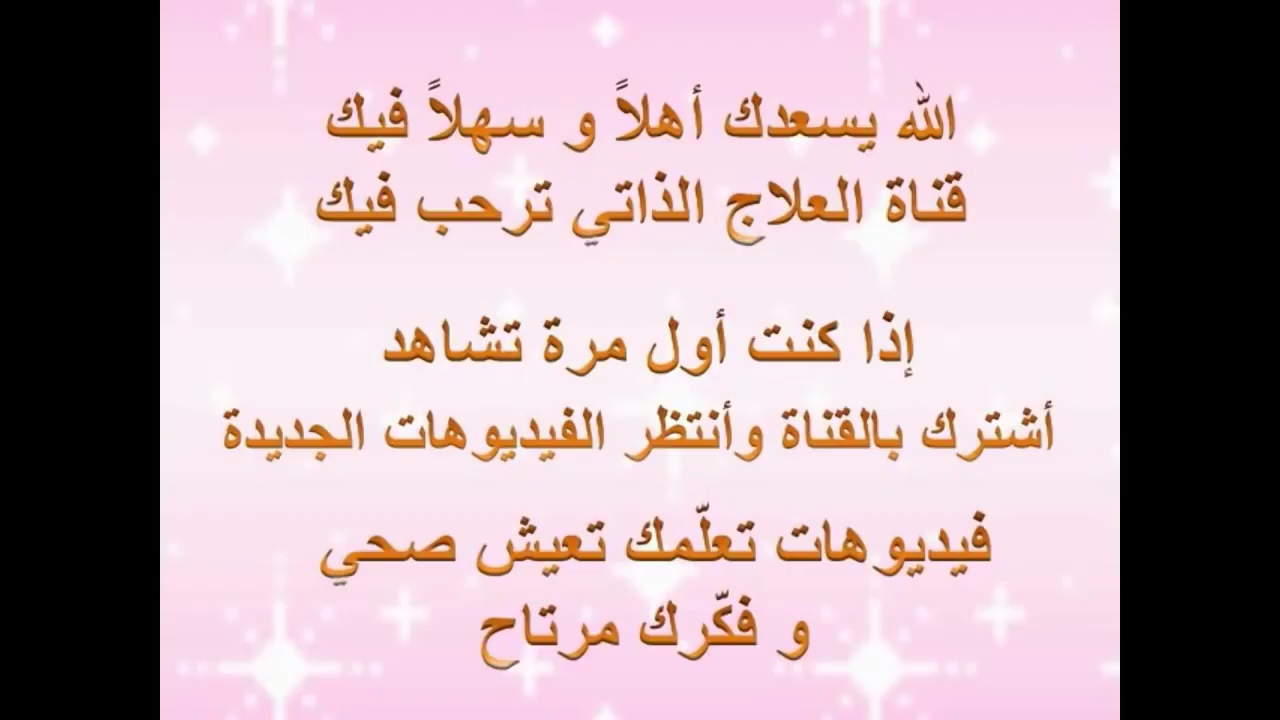 الله يسعدك أهلاً و سهلاً فيك
قناة العلاج الذاتي ترحب فيك
إذا كنت أول مرة تشاهد
أشترك بالقناة وأنتظر الفيديوهات الجديدة
فيديوهات تعلّمك تعيش صحي
و فكّرك مرتاح